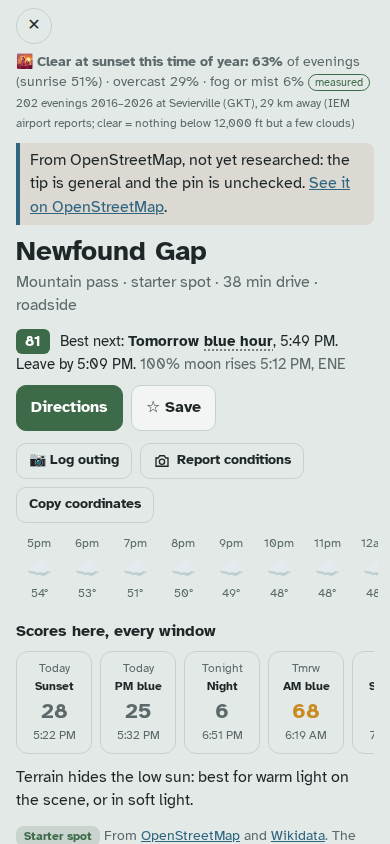 ✕
🌇 Clear at sunset this time of year: 63% of evenings
(sunrise 51%) · overcast 29% · fog or mist 6% measured
202 evenings 2016–2026 at Sevierville (GKT), 29 km away (IEM
airport reports; clear = nothing below 12,000 ft but a few clouds)
From OpenStreetMap, not yet researched: the
tip is general and the pin is unchecked. See it
on OpenStreetMap.
Newfound Gap
Mountain pass · starter spot · 38 min drive ·
roadside
81 Best next: Tomorrow blue hour, 5:49 PM.
Leave by 5:09 PM. 100% moon rises 5:12 PM, ENE
Directions ☆ Save
📷 Log outing Report conditions
Copy coordinates
5pm 6pm 7pm 8pm 9pm 10pm 11pm 12a
54° 53° 51° 50° 49° 48° 48° 48
Scores here, every window
Today Today Tonight Tmrw
Sunset PM blue Night AM blue S
28 25 6 68
5:22 PM 5:32 PM 6:51 PM 6:19 AM 7
Terrain hides the low sun: best for warm light on
the scene, or in soft light.
Starter spot From OpenStreetMap and Wikidata. The